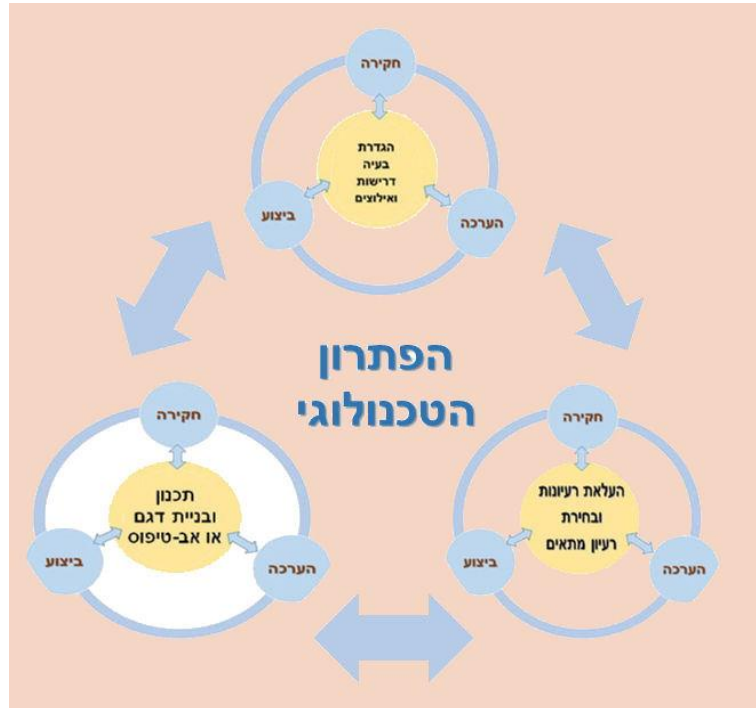 חקירה
הגדרת
בעיה
דרישות
ואילוצים
ביצוע
הערכה
הפתרון
הטכנולוגי
חקירה
העלאת רעיונות
ובחירת
רעיון מתאים
ביצוע
הערכה
חקירה
תכנון
ובניית דגם
או אב-טיפוס
ביצוע
הערכה